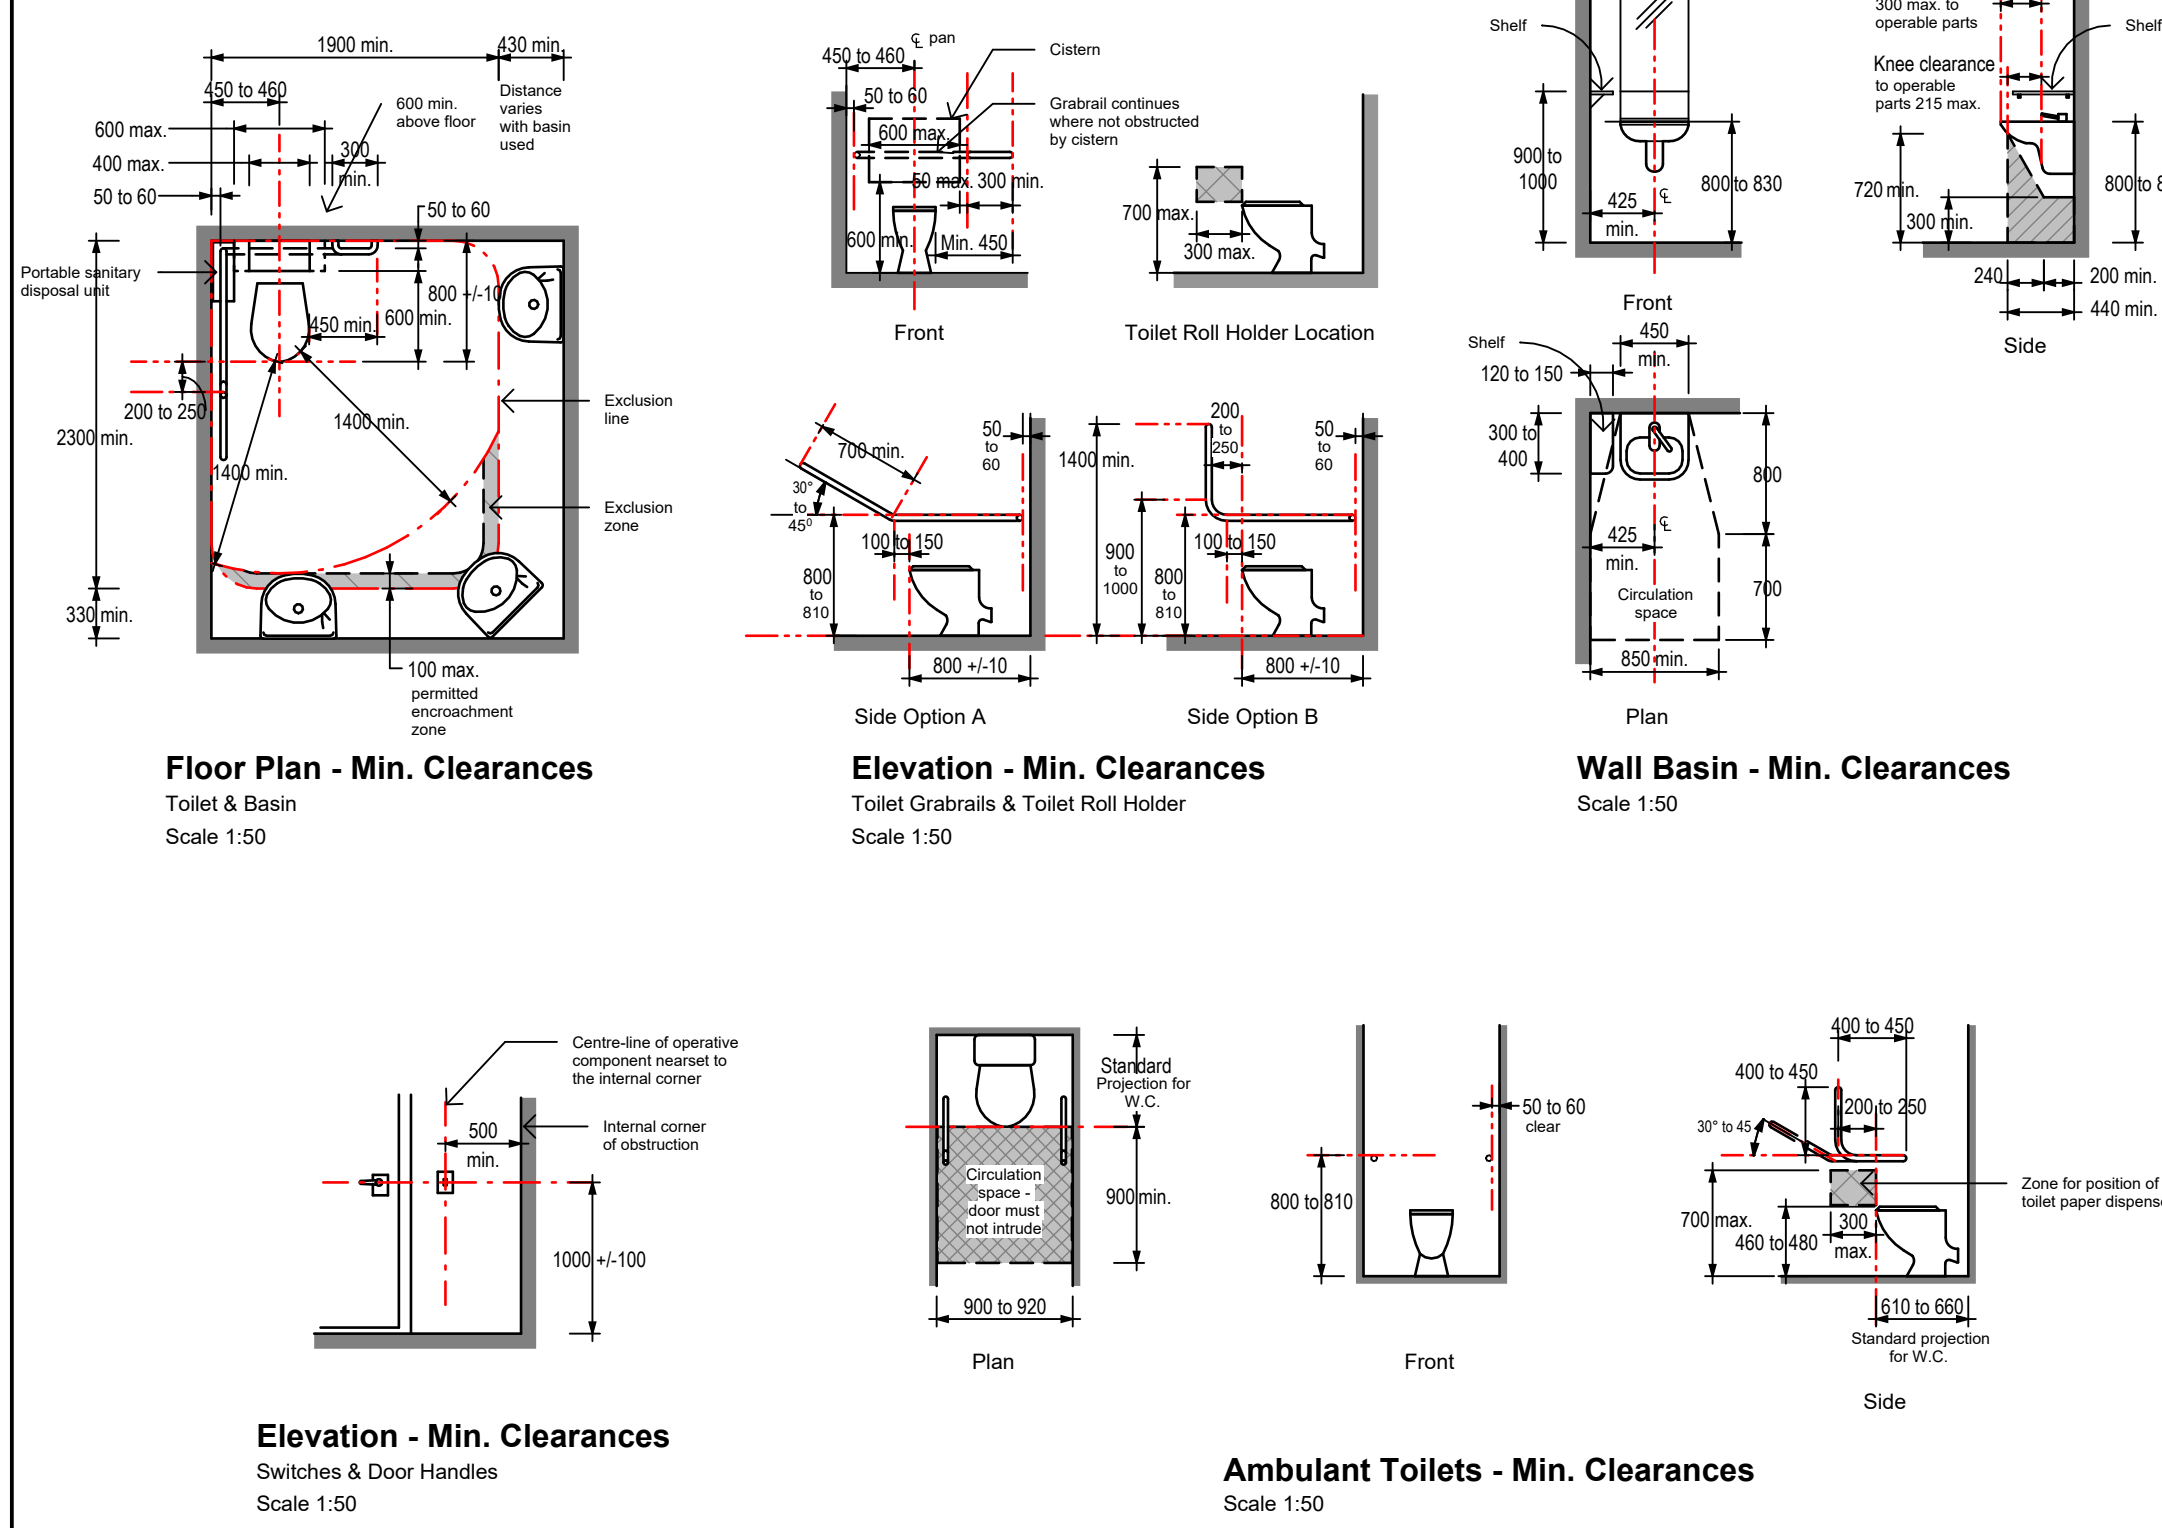 1900 min.
430 min.
450 to 460
600 min.
above floor
Distance
varies
with basin
used
600 max.
400 max.
300
min.
50 to 60
50 to 60
Portable sanitary
disposal unit
800 +/-10
600 min.
450 min.
200 to 250
1400 min.
1400 min.
2300 min.
330 min.
Exclusion
line
Exclusion
zone
100 max.
permitted
encroachment
zone
Floor Plan - Min. Clearances
Toilet & Basin
Scale 1:50
℄ pan
450 to 460
Cistern
50 to 60
Grabrail continues
where not obstructed
by cistern
600 max.
50 max.
300 min.
600 min.
Min. 450
Front
700 max.
300 max.
Toilet Roll Holder Location
700 min.
30°
to
45⁰
50
to
60
100 to 150
800
to
810
800 +/-10
Side Option A
200
to
250
1400 min.
50
to
60
900
to
1000
100 to 150
800
to
810
800 +/-10
Side Option B
Elevation - Min. Clearances
Toilet Grabrails & Toilet Roll Holder
Scale 1:50
Shelf
900 to
1000
425
min.
℄
800 to 830
Front
300 max. to
operable parts
Shelf
Knee clearance
to operable
parts 215 max.
720 min.
300 min.
800 to 8
240
200 min.
440 min.
Side
Shelf
450
min.
120 to 150
300 to
400
800
425
min.
℄
Circulation
space
700
850 min.
Plan
Wall Basin - Min. Clearances
Scale 1:50
Centre-line of operative
component nearset to
the internal corner
500
min.
Internal corner
of obstruction
1000 +/-100
Elevation - Min. Clearances
Switches & Door Handles
Scale 1:50
Standard
Projection for
W.C.
Circulation
space -
door must
not intrude
900 min.
900 to 920
Plan
50 to 60
clear
800 to 810
Front
400 to 450
400 to 450
200 to 250
30° to 45
Zone for position of
toilet paper dispense
700 max.
460 to 480
300
max.
610 to 660
Standard projection
for W.C.
Side
Ambulant Toilets - Min. Clearances
Scale 1:50